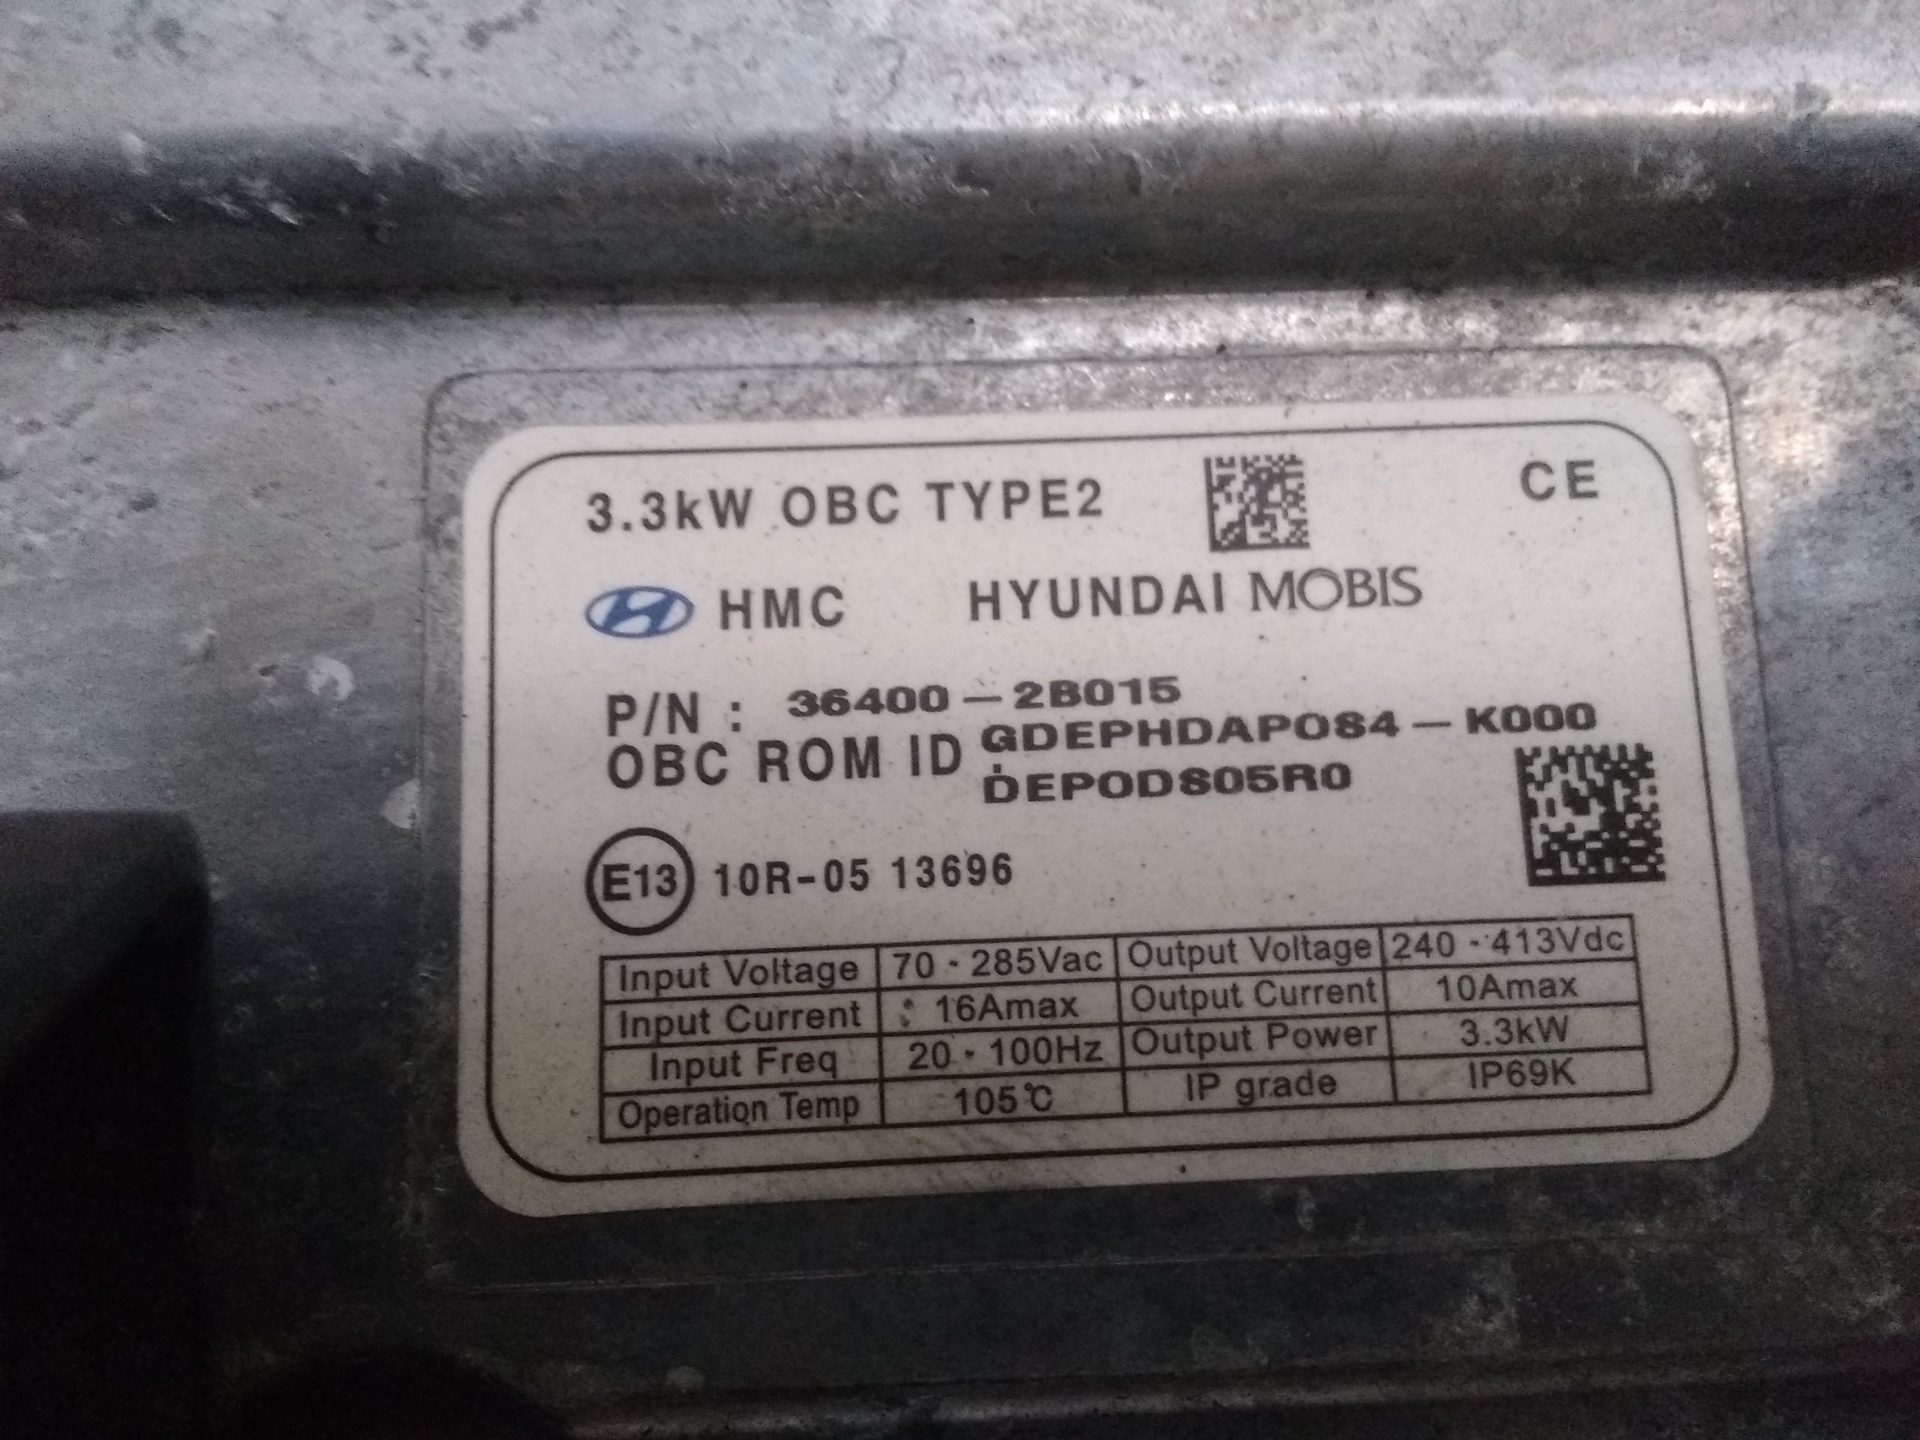 3.3kW OBC TYPE2 CE
HMC HYUNDAI MOBIS
P/N : 36400-2B015
OBC ROM ID : GDEPHDAPO84-K000
DEPODS05R0
E13 10R-05 13696
Input Voltage 70 - 285Vac Output Voltage 240 - 413Vdc
Input Current 16Amax Output Current 10Amax
Input Freq 20 - 100Hz Output Power 3.3kW
Operation Temp 105℃ IP grade IP69K